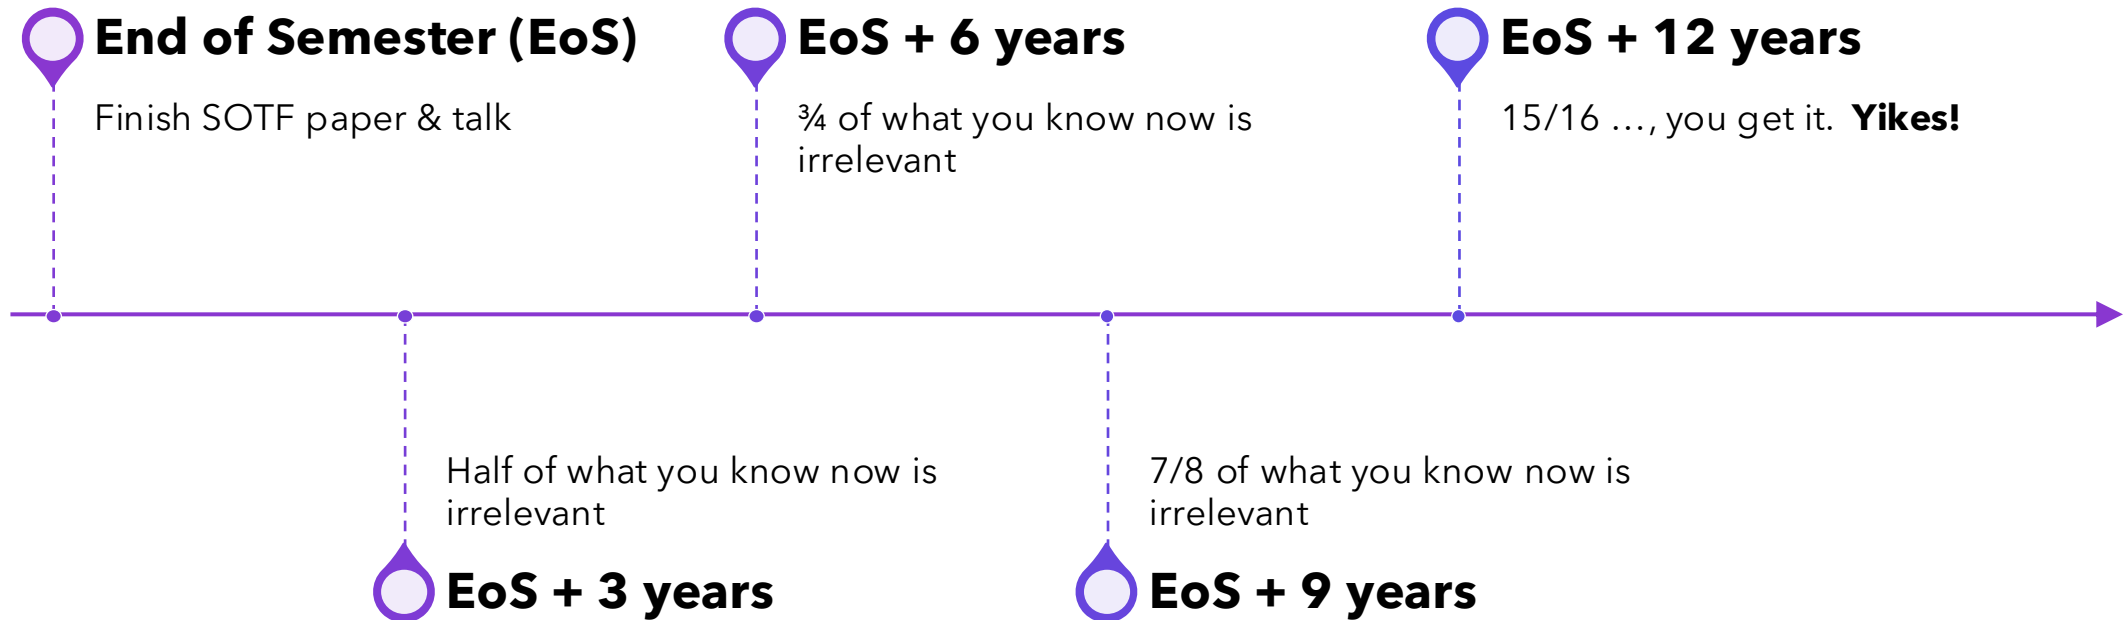 End of Semester (EoS)
Finish SOTF paper & talk
Half of what you know now is
irrelevant
EoS + 3 years
EoS + 6 years
¾ of what you know now is
irrelevant
7/8 of what you know now is
irrelevant
EoS + 9 years
EoS + 12 years
15/16 …, you get it.  Yikes!